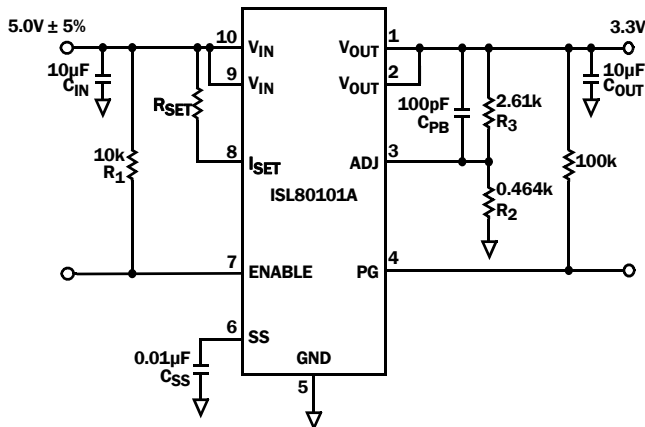 5.0V ± 5%
10µF
CIN
10k
R1
RSET
10
VIN
9
VIN
8
ISET
7
ENABLE
6
SS
0.01µF
CSS
ISL80101A
GND
5
1
VOUT
2
VOUT
3
ADJ
4
PG
100pF
CPB
2.61k
R3
0.464k
R2
100k
3.3V
10µF
COUT